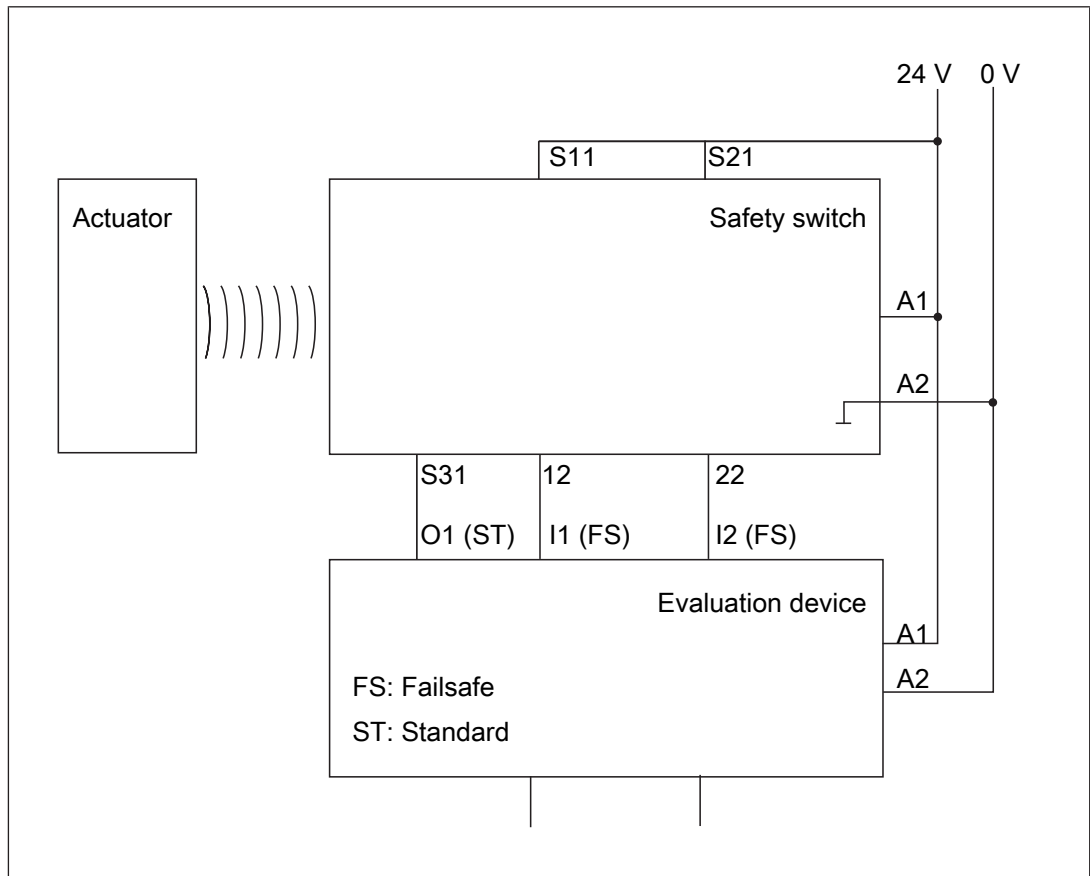 24 V 0 V
S11 S21
Actuator
Safety switch
A1
A2
S31 12 22
O1 (ST) I1 (FS) I2 (FS)
Evaluation device
A1
A2
FS: Failsafe
ST: Standard